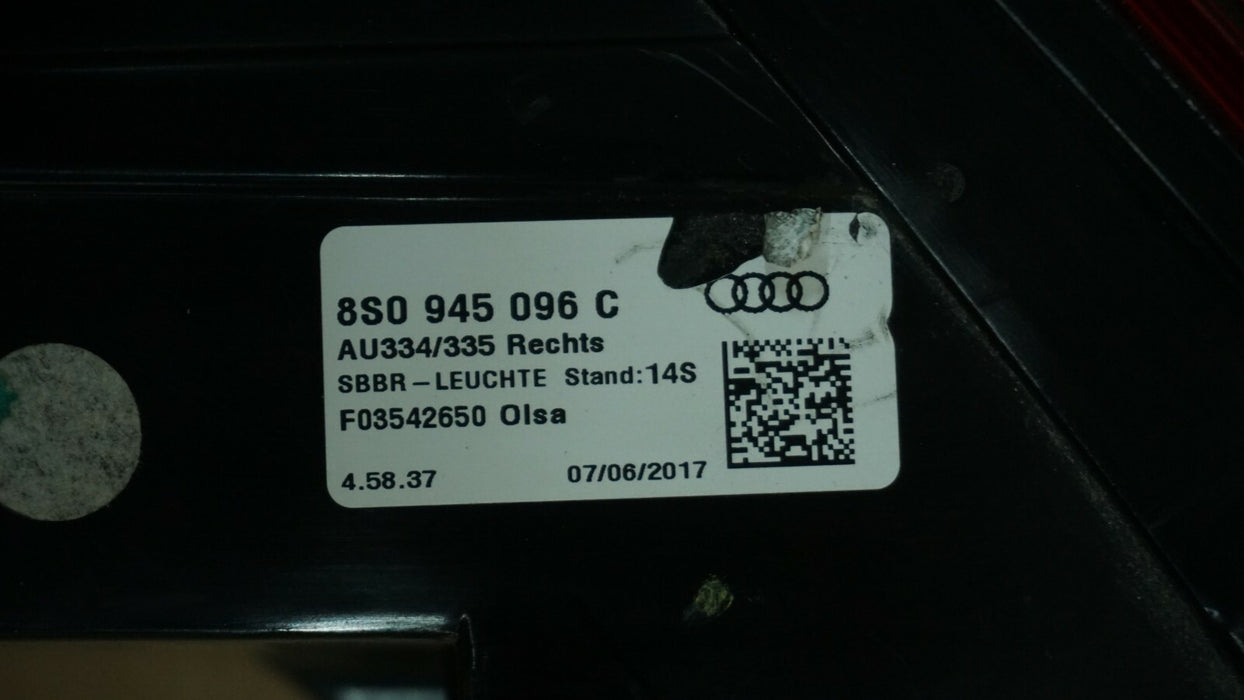 8S0 945 096 C
AU334/335 Rechts
SBBR-LEUCHTE Stand:14S
F03542650 Olsa
4.58.37 07/06/2017